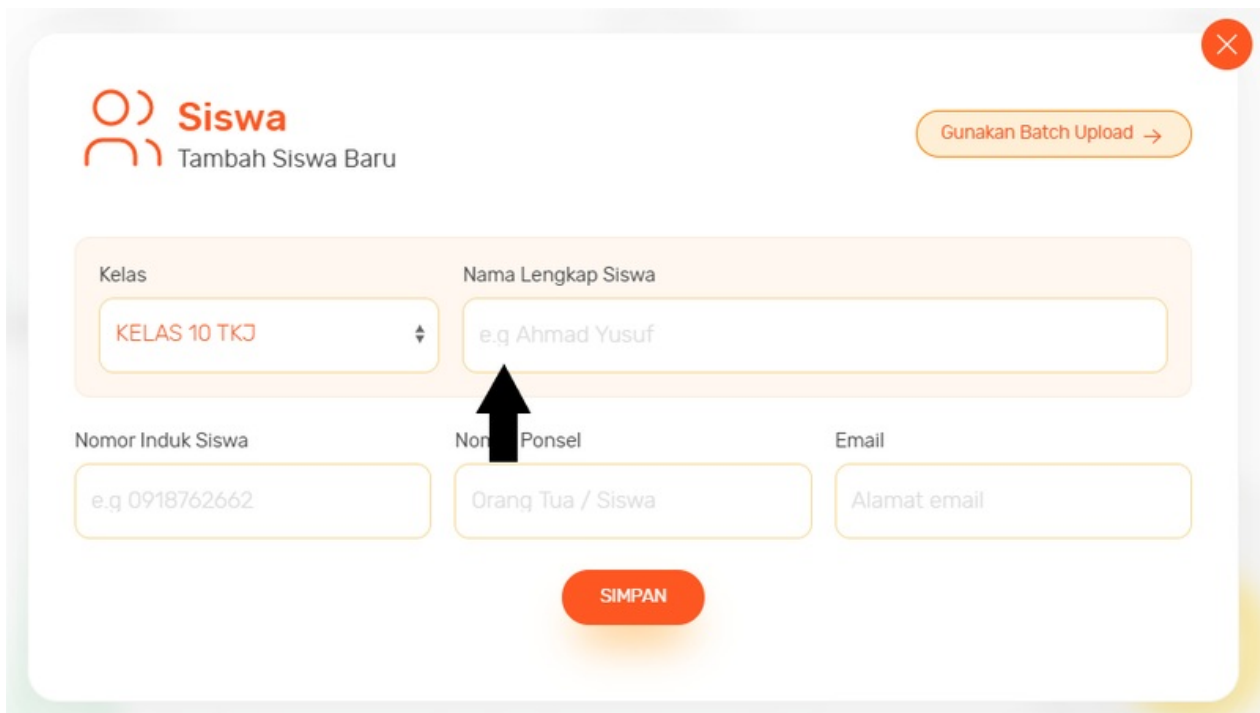 Siswa
Tambah Siswa Baru
Gunakan Batch Upload →
Kelas
Nama Lengkap Siswa
KELAS 10 TKJ
e.g Ahmad Yusuf
Nomor Induk Siswa
Ponsel
Email
e.g 0918762662
Orang Tua / Siswa
Alamat email
SIMPAN